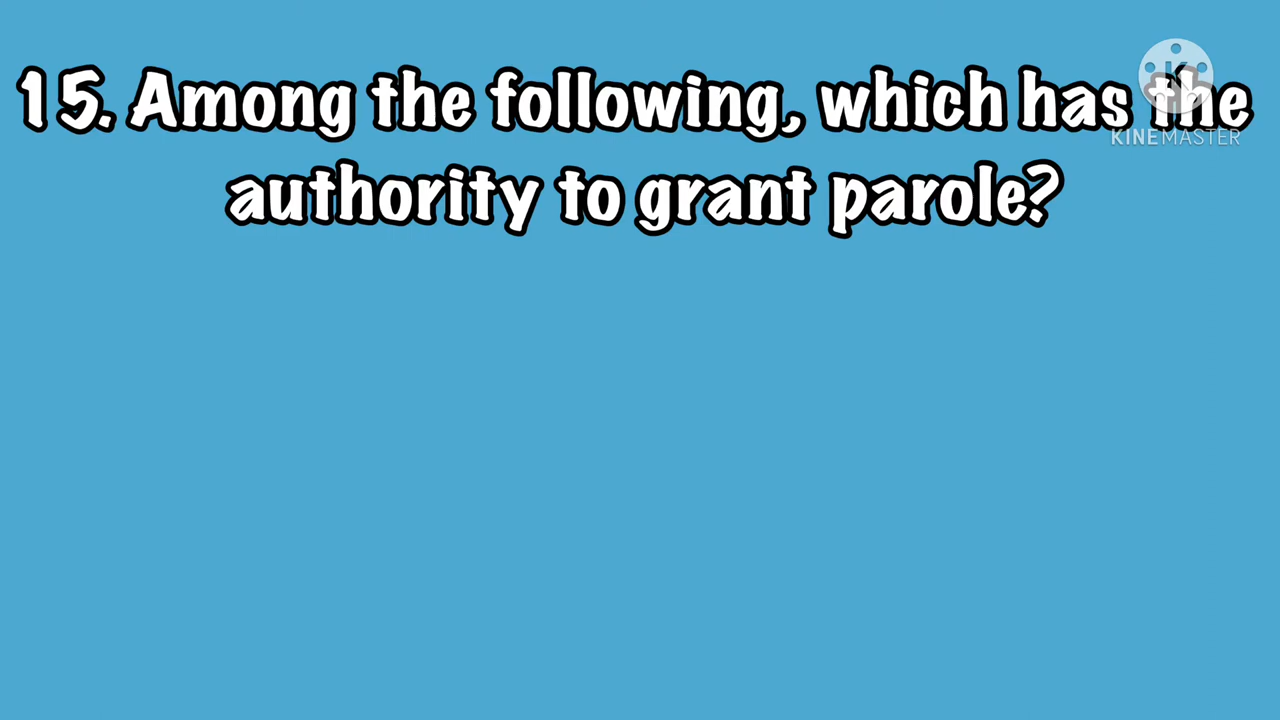 15. Among the following, which has the
authority to grant parole?
KINEMASTER